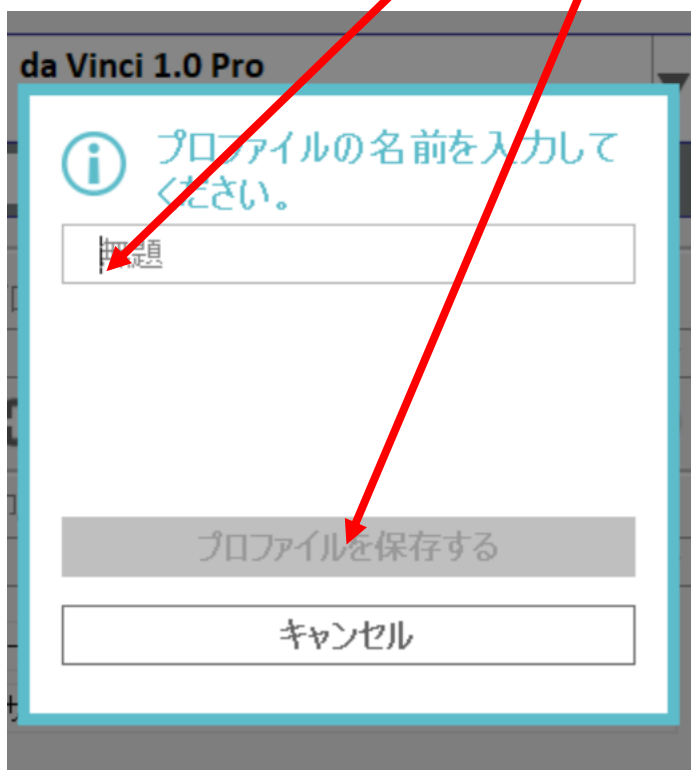 da Vinci 1.0 Pro
プロファイルの名前を入力して
ください。
無題
プロファイルを保存する
キャンセル